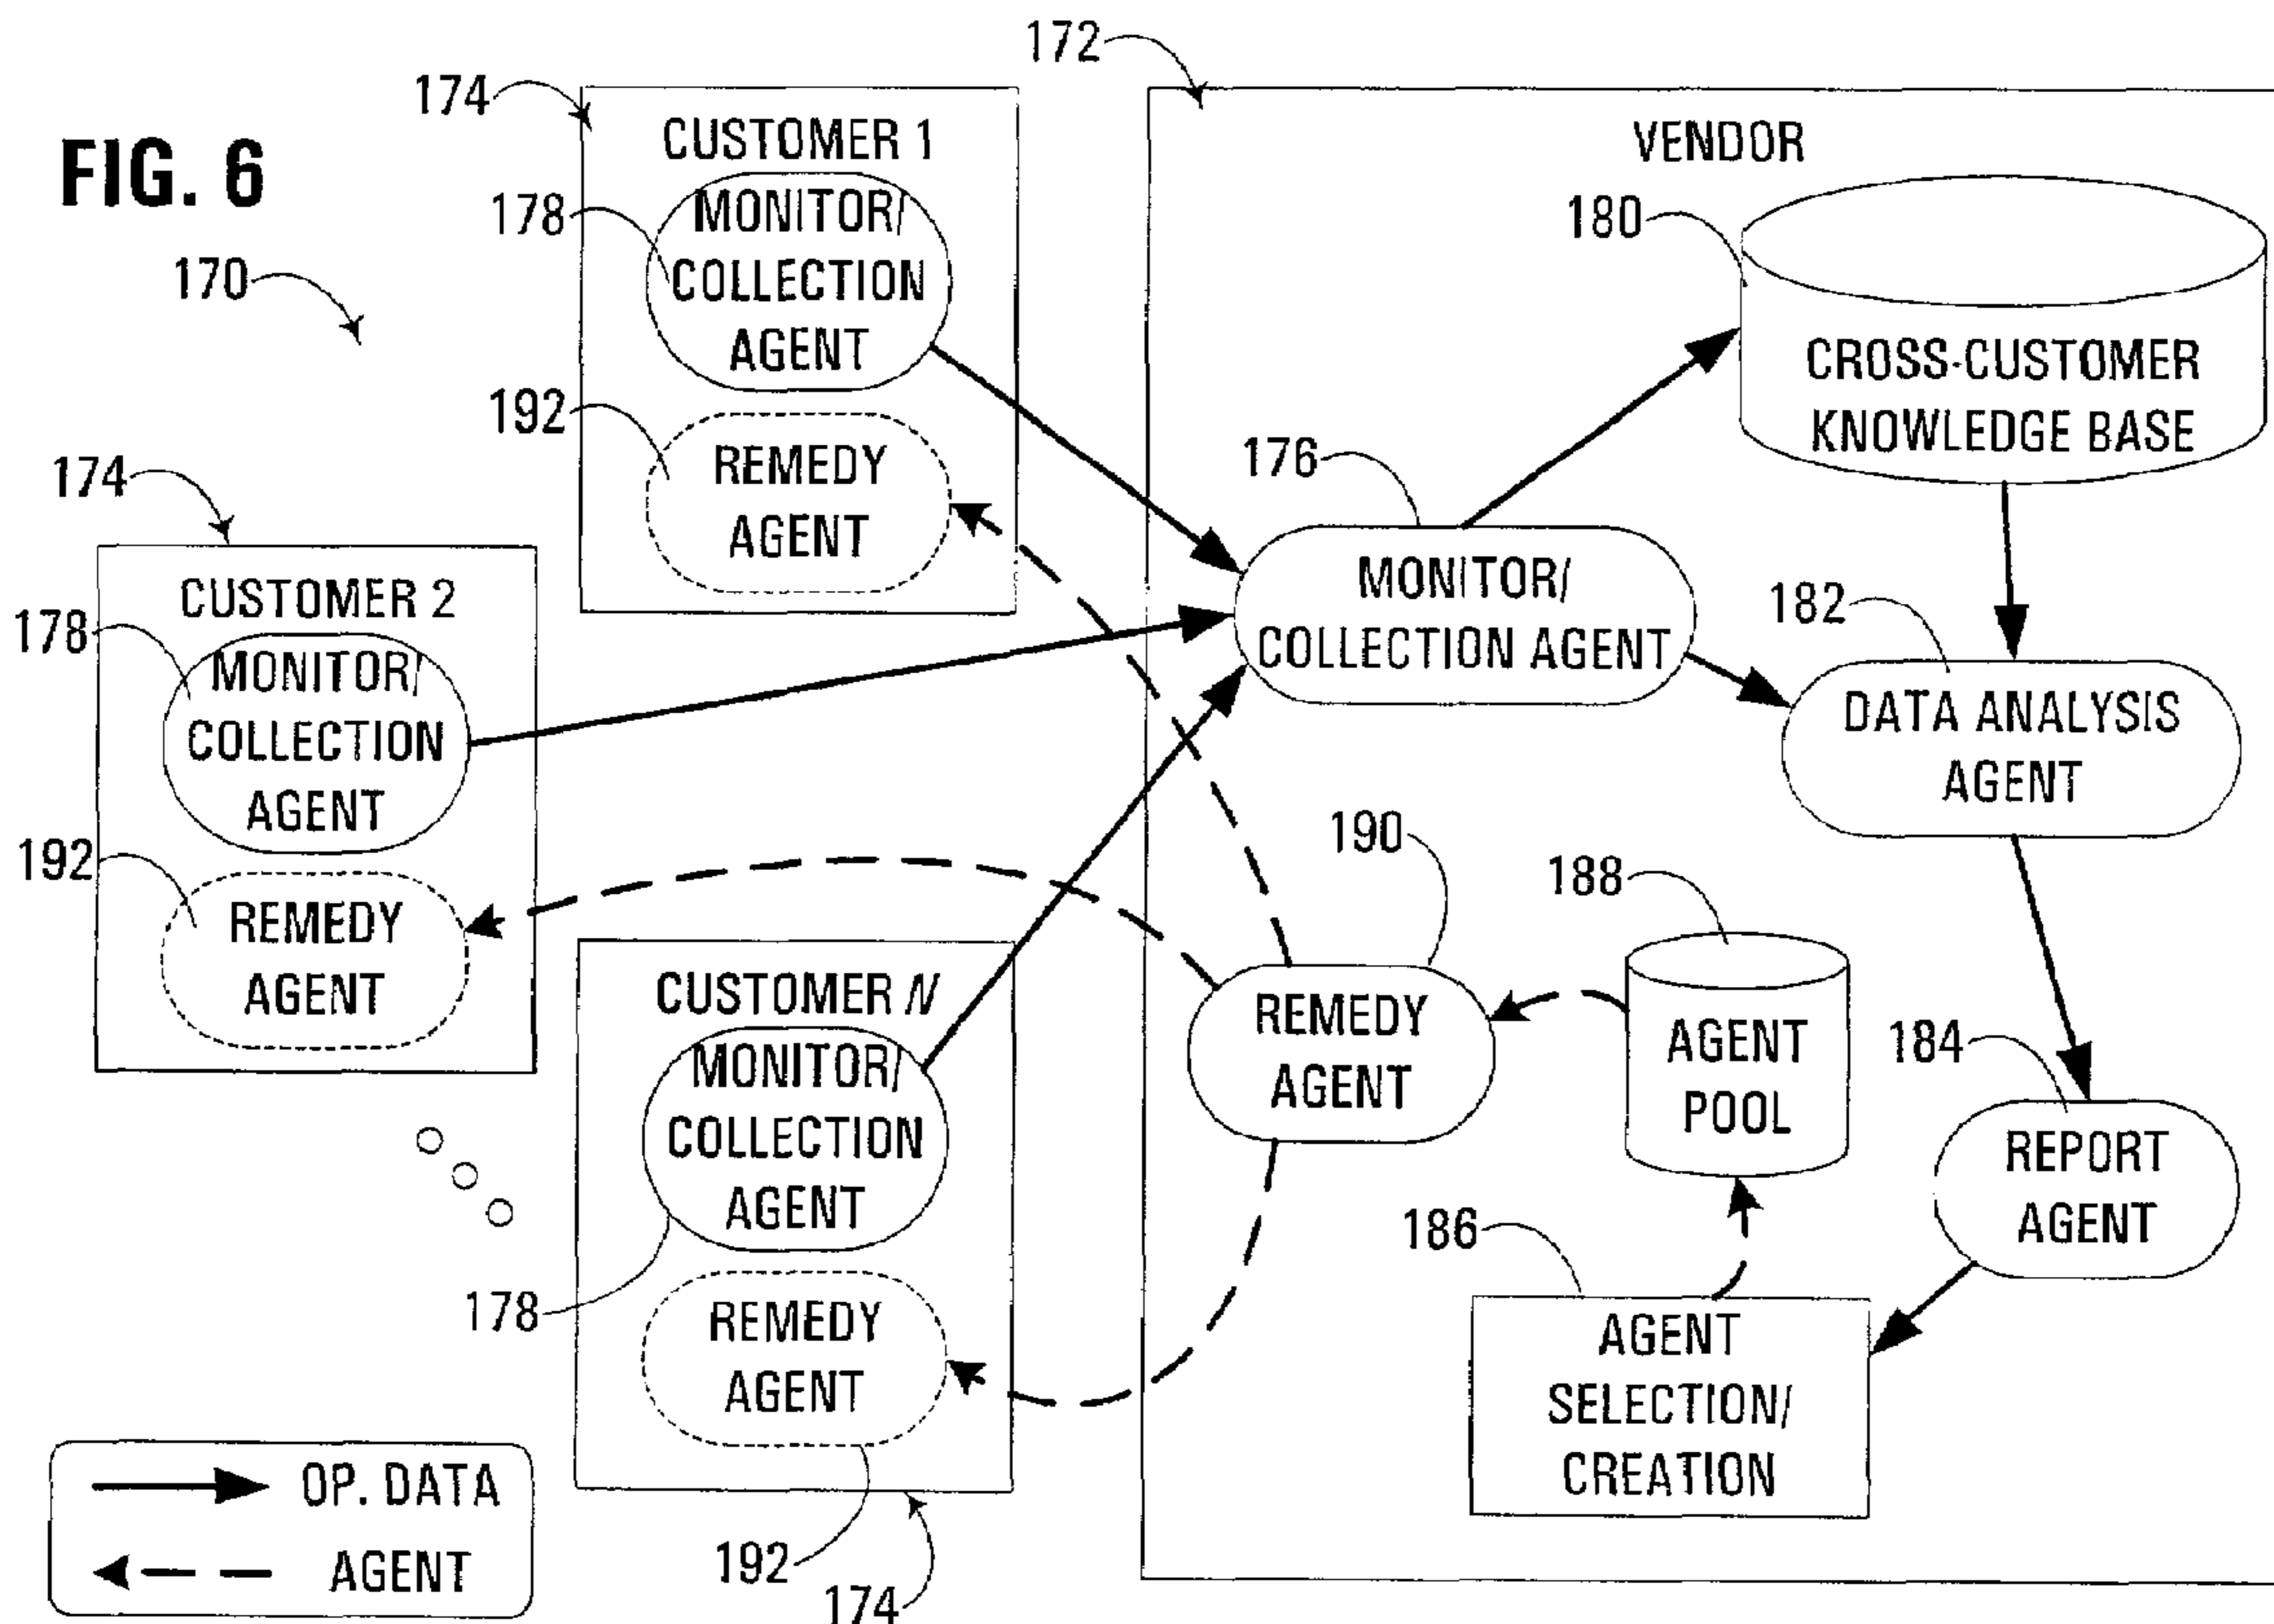 FIG. 6
170
172
174
CUSTOMER 1
178
MONITOR/
COLLECTION
AGENT
192
REMEDY
AGENT
174
CUSTOMER 2
178
MONITOR/
COLLECTION
AGENT
192
REMEDY
AGENT
CUSTOMER N
MONITOR/
COLLECTION
AGENT
178
REMEDY
AGENT
192
174
VENDOR
180
CROSS-CUSTOMER
KNOWLEDGE BASE
176
MONITOR/
COLLECTION AGENT
182
DATA ANALYSIS
AGENT
190
REMEDY
AGENT
188
AGENT
POOL
184
REPORT
AGENT
186
AGENT
SELECTION/
CREATION
OP. DATA
AGENT